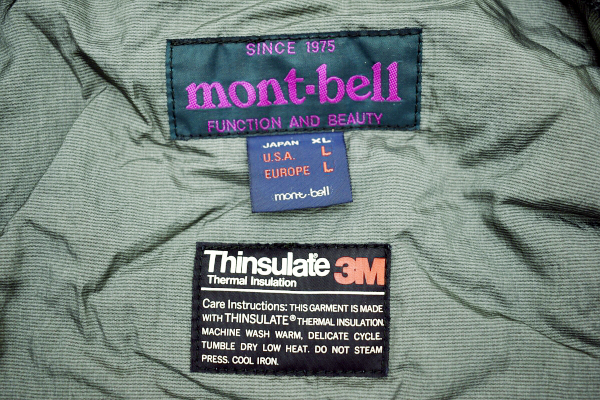 SINCE 1975
mont-bell
FUNCTION AND BEAUTY
JAPAN XL
U.S.A. L
EUROPE L
mont-bell
Thinsulate 3M
Thermal Insulation
Care Instructions: THIS GARMENT IS MADE
WITH THINSULATE® THERMAL INSULATION.
MACHINE WASH WARM, DELICATE CYCLE.
TUMBLE DRY LOW HEAT. DO NOT STEAM
PRESS. COOL IRON.